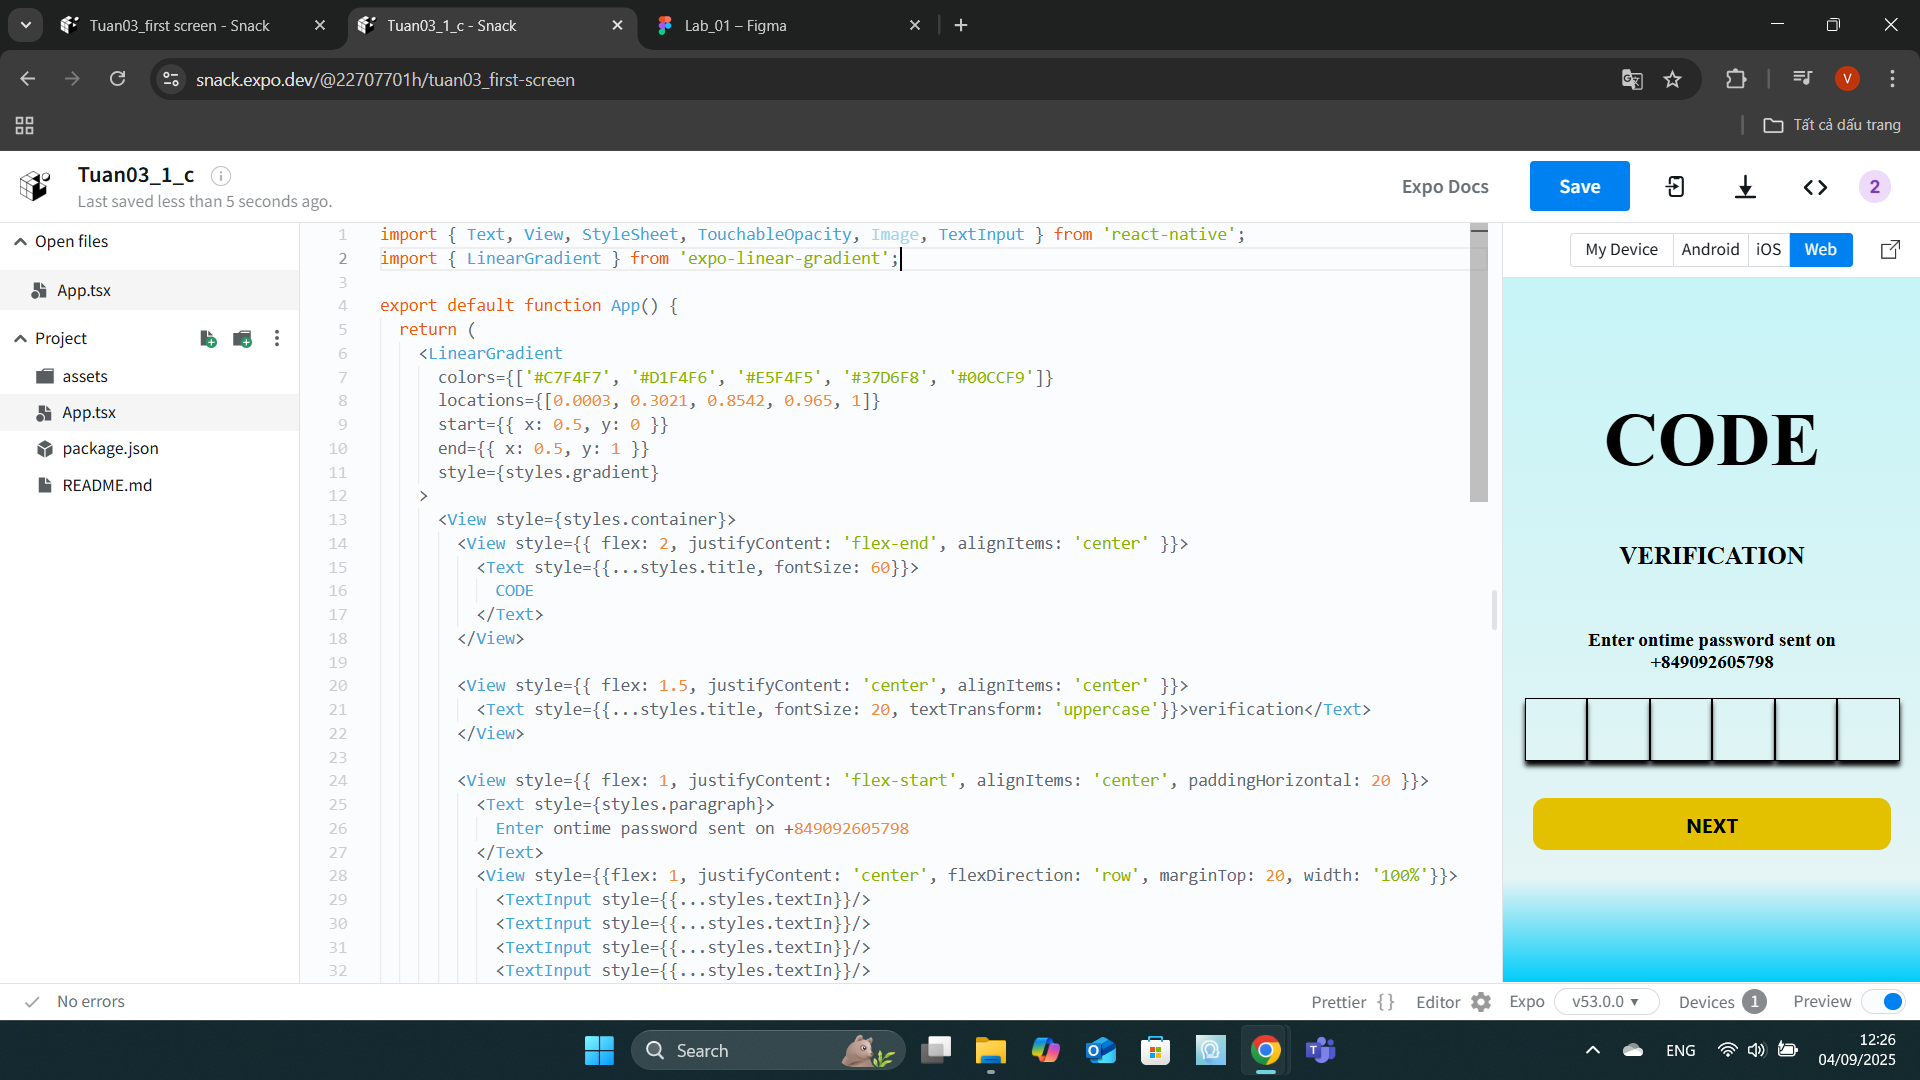 Tuan03_first screen - Snack
Tuan03_1_c - Snack
Lab_01 – Figma
snack.expo.dev/@22707701h/tuan03_first-screen
V
Tất cả dấu trang
Tuan03_1_c
Last saved less than 5 seconds ago.
Expo Docs
Save
2
Open files
App.tsx
Project
assets
App.tsx
package.json
README.md
1 import { Text, View, StyleSheet, TouchableOpacity, Image, TextInput } from 'react-native';
2 import { LinearGradient } from 'expo-linear-gradient';
3
4 export default function App() {
5 return (
6 <LinearGradient
7 colors={['#C7F4F7', '#D1F4F6', '#E5F4F5', '#37D6F8', '#00CCF9']}
8 locations={[0.0003, 0.3021, 0.8542, 0.965, 1]}
9 start={{ x: 0.5, y: 0 }}
10 end={{ x: 0.5, y: 1 }}
11 style={styles.gradient}
12 >
13 <View style={styles.container}>
14 <View style={{ flex: 2, justifyContent: 'flex-end', alignItems: 'center' }}>
15 <Text style={{...styles.title, fontSize: 60}}>
16 CODE
17 </Text>
18 </View>
19
20 <View style={{ flex: 1.5, justifyContent: 'center', alignItems: 'center' }}>
21 <Text style={{...styles.title, fontSize: 20, textTransform: 'uppercase'}}>verification</Text>
22 </View>
23
24 <View style={{ flex: 1, justifyContent: 'flex-start', alignItems: 'center', paddingHorizontal: 20 }}>
25 <Text style={styles.paragraph}>
26 Enter ontime password sent on +849092605798
27 </Text>
28 <View style={{flex: 1, justifyContent: 'center', flexDirection: 'row', marginTop: 20, width: '100%'}}>
29 <TextInput style={{...styles.textIn}}/>
30 <TextInput style={{...styles.textIn}}/>
31 <TextInput style={{...styles.textIn}}/>
32 <TextInput style={{...styles.textIn}}/>
My Device
Android
iOS
Web
CODE
VERIFICATION
Enter ontime password sent on
+849092605798
NEXT
No errors
Prettier { }
Editor
Expo
v53.0.0
Devices 1
Preview
Search
ENG
12:26
04/09/2025